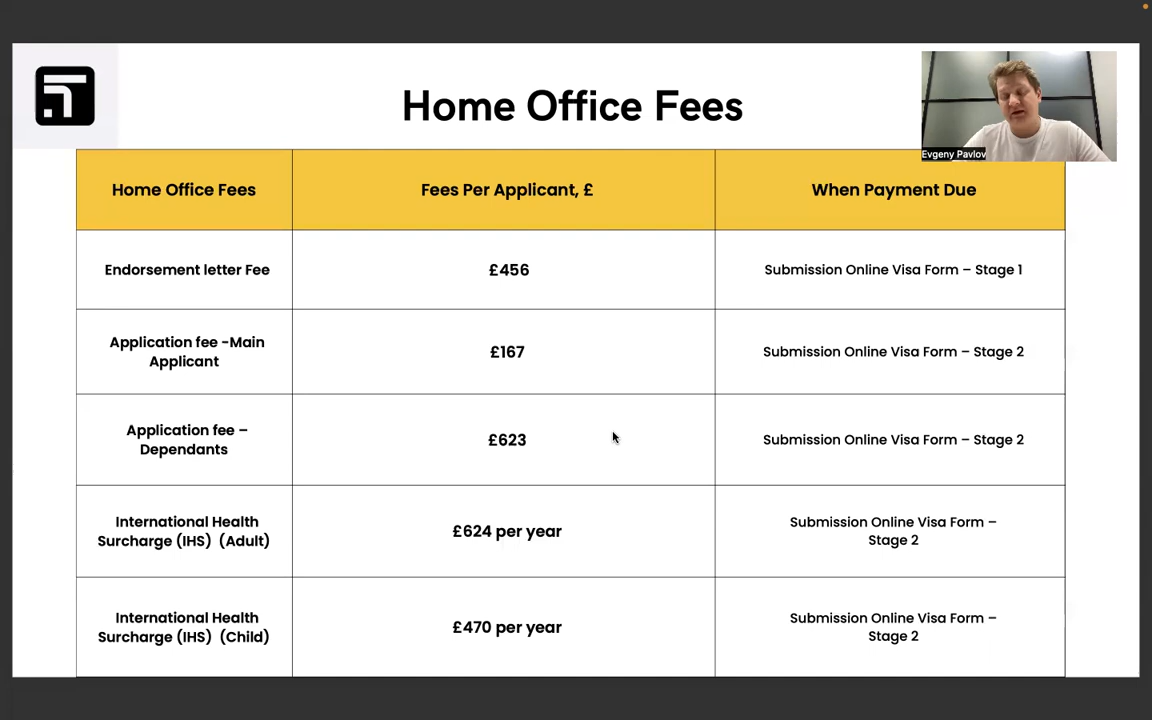 Home Office Fees
Evgeny Pavlov
Home Office Fees
Fees Per Applicant, £
When Payment Due
Endorsement letter Fee
£456
Submission Online Visa Form – Stage 1
Application fee -Main
Applicant
£167
Submission Online Visa Form – Stage 2
Application fee –
Dependants
£623
Submission Online Visa Form – Stage 2
International Health
Surcharge (IHS) (Adult)
£624 per year
Submission Online Visa Form –
Stage 2
International Health
Surcharge (IHS) (Child)
£470 per year
Submission Online Visa Form –
Stage 2